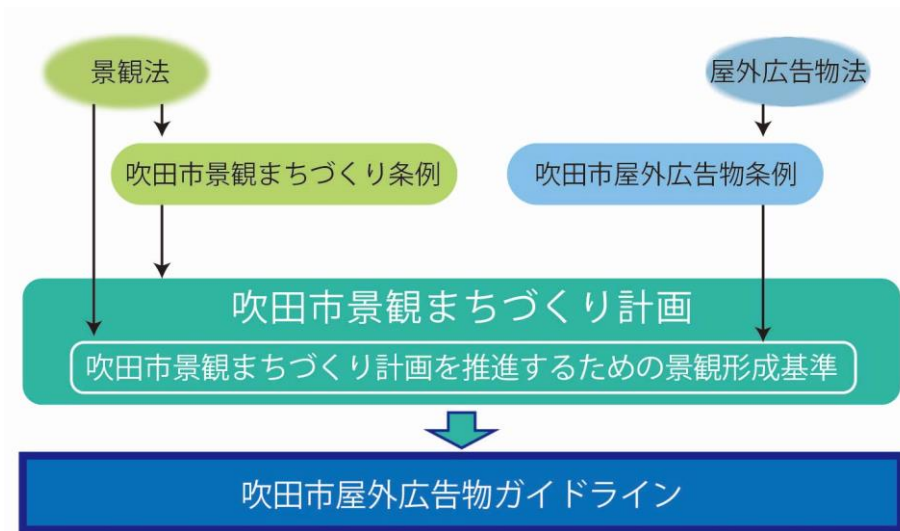 景観法
屋外広告物法
吹田市景観まちづくり条例
吹田市屋外広告物条例
吹田市景観まちづくり計画
吹田市景観まちづくり計画を推進するための景観形成基準
吹田市屋外広告物ガイドライン